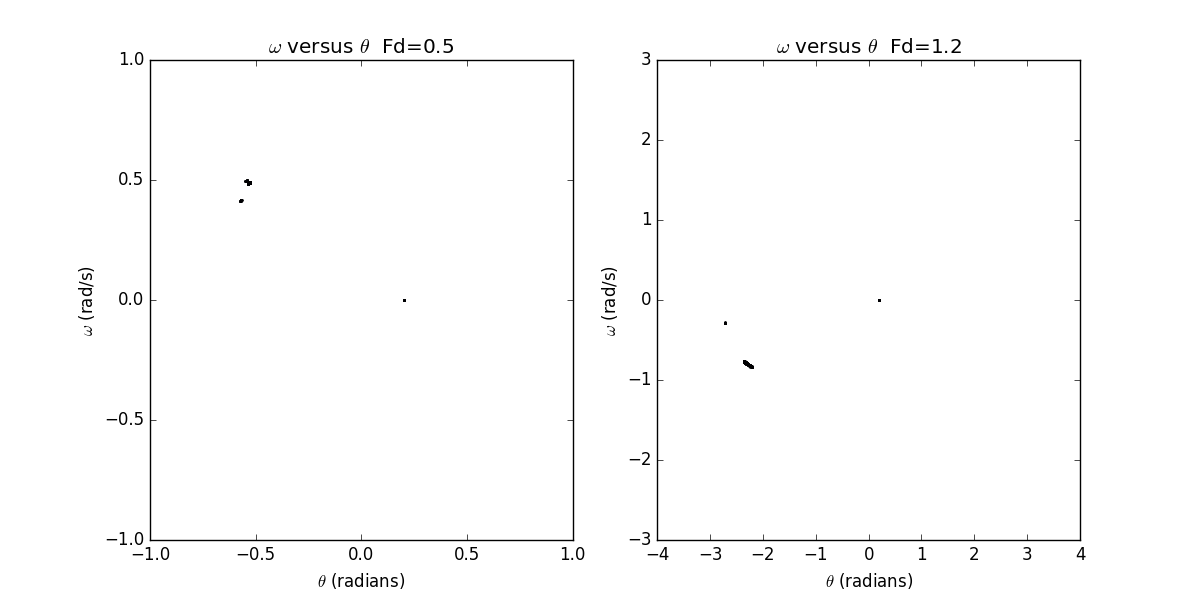 ω versus θ  Fd=0.5
1.0
0.5
0.0
−0.5
−1.0
ω (rad/s)
−1.0 −0.5 0.0 0.5 1.0
θ (radians)
ω versus θ  Fd=1.2
3
2
1
0
−1
−2
−3
ω (rad/s)
−4 −3 −2 −1 0 1 2 3 4
θ (radians)